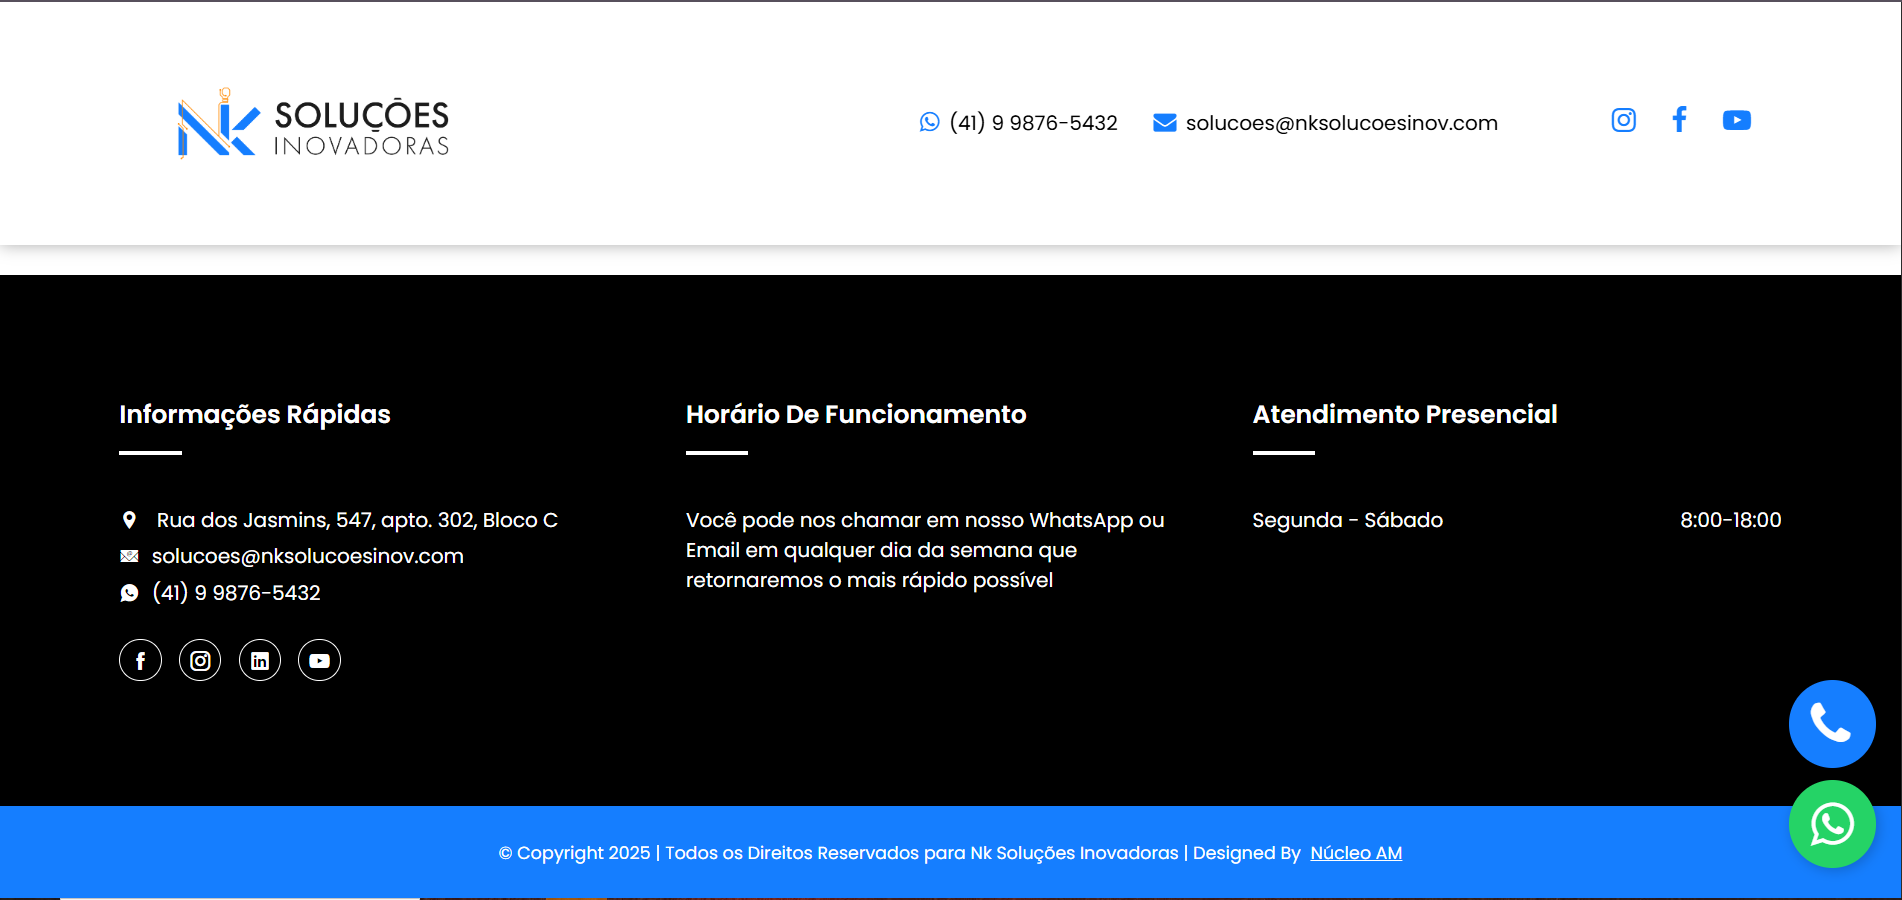 Nk SOLUÇÕES
INOVADORAS
(41) 9 9876-5432
solucoes@nksolucoesinov.com
Informações Rápidas
Rua dos Jasmins, 547, apto. 302, Bloco C
solucoes@nksolucoesinov.com
(41) 9 9876-5432
Horário De Funcionamento
Você pode nos chamar em nosso WhatsApp ou
Email em qualquer dia da semana que
retornaremos o mais rápido possível
Atendimento Presencial
Segunda - Sábado 8:00-18:00
© Copyright 2025 | Todos os Direitos Reservados para Nk Soluções Inovadoras | Designed By Núcleo AM